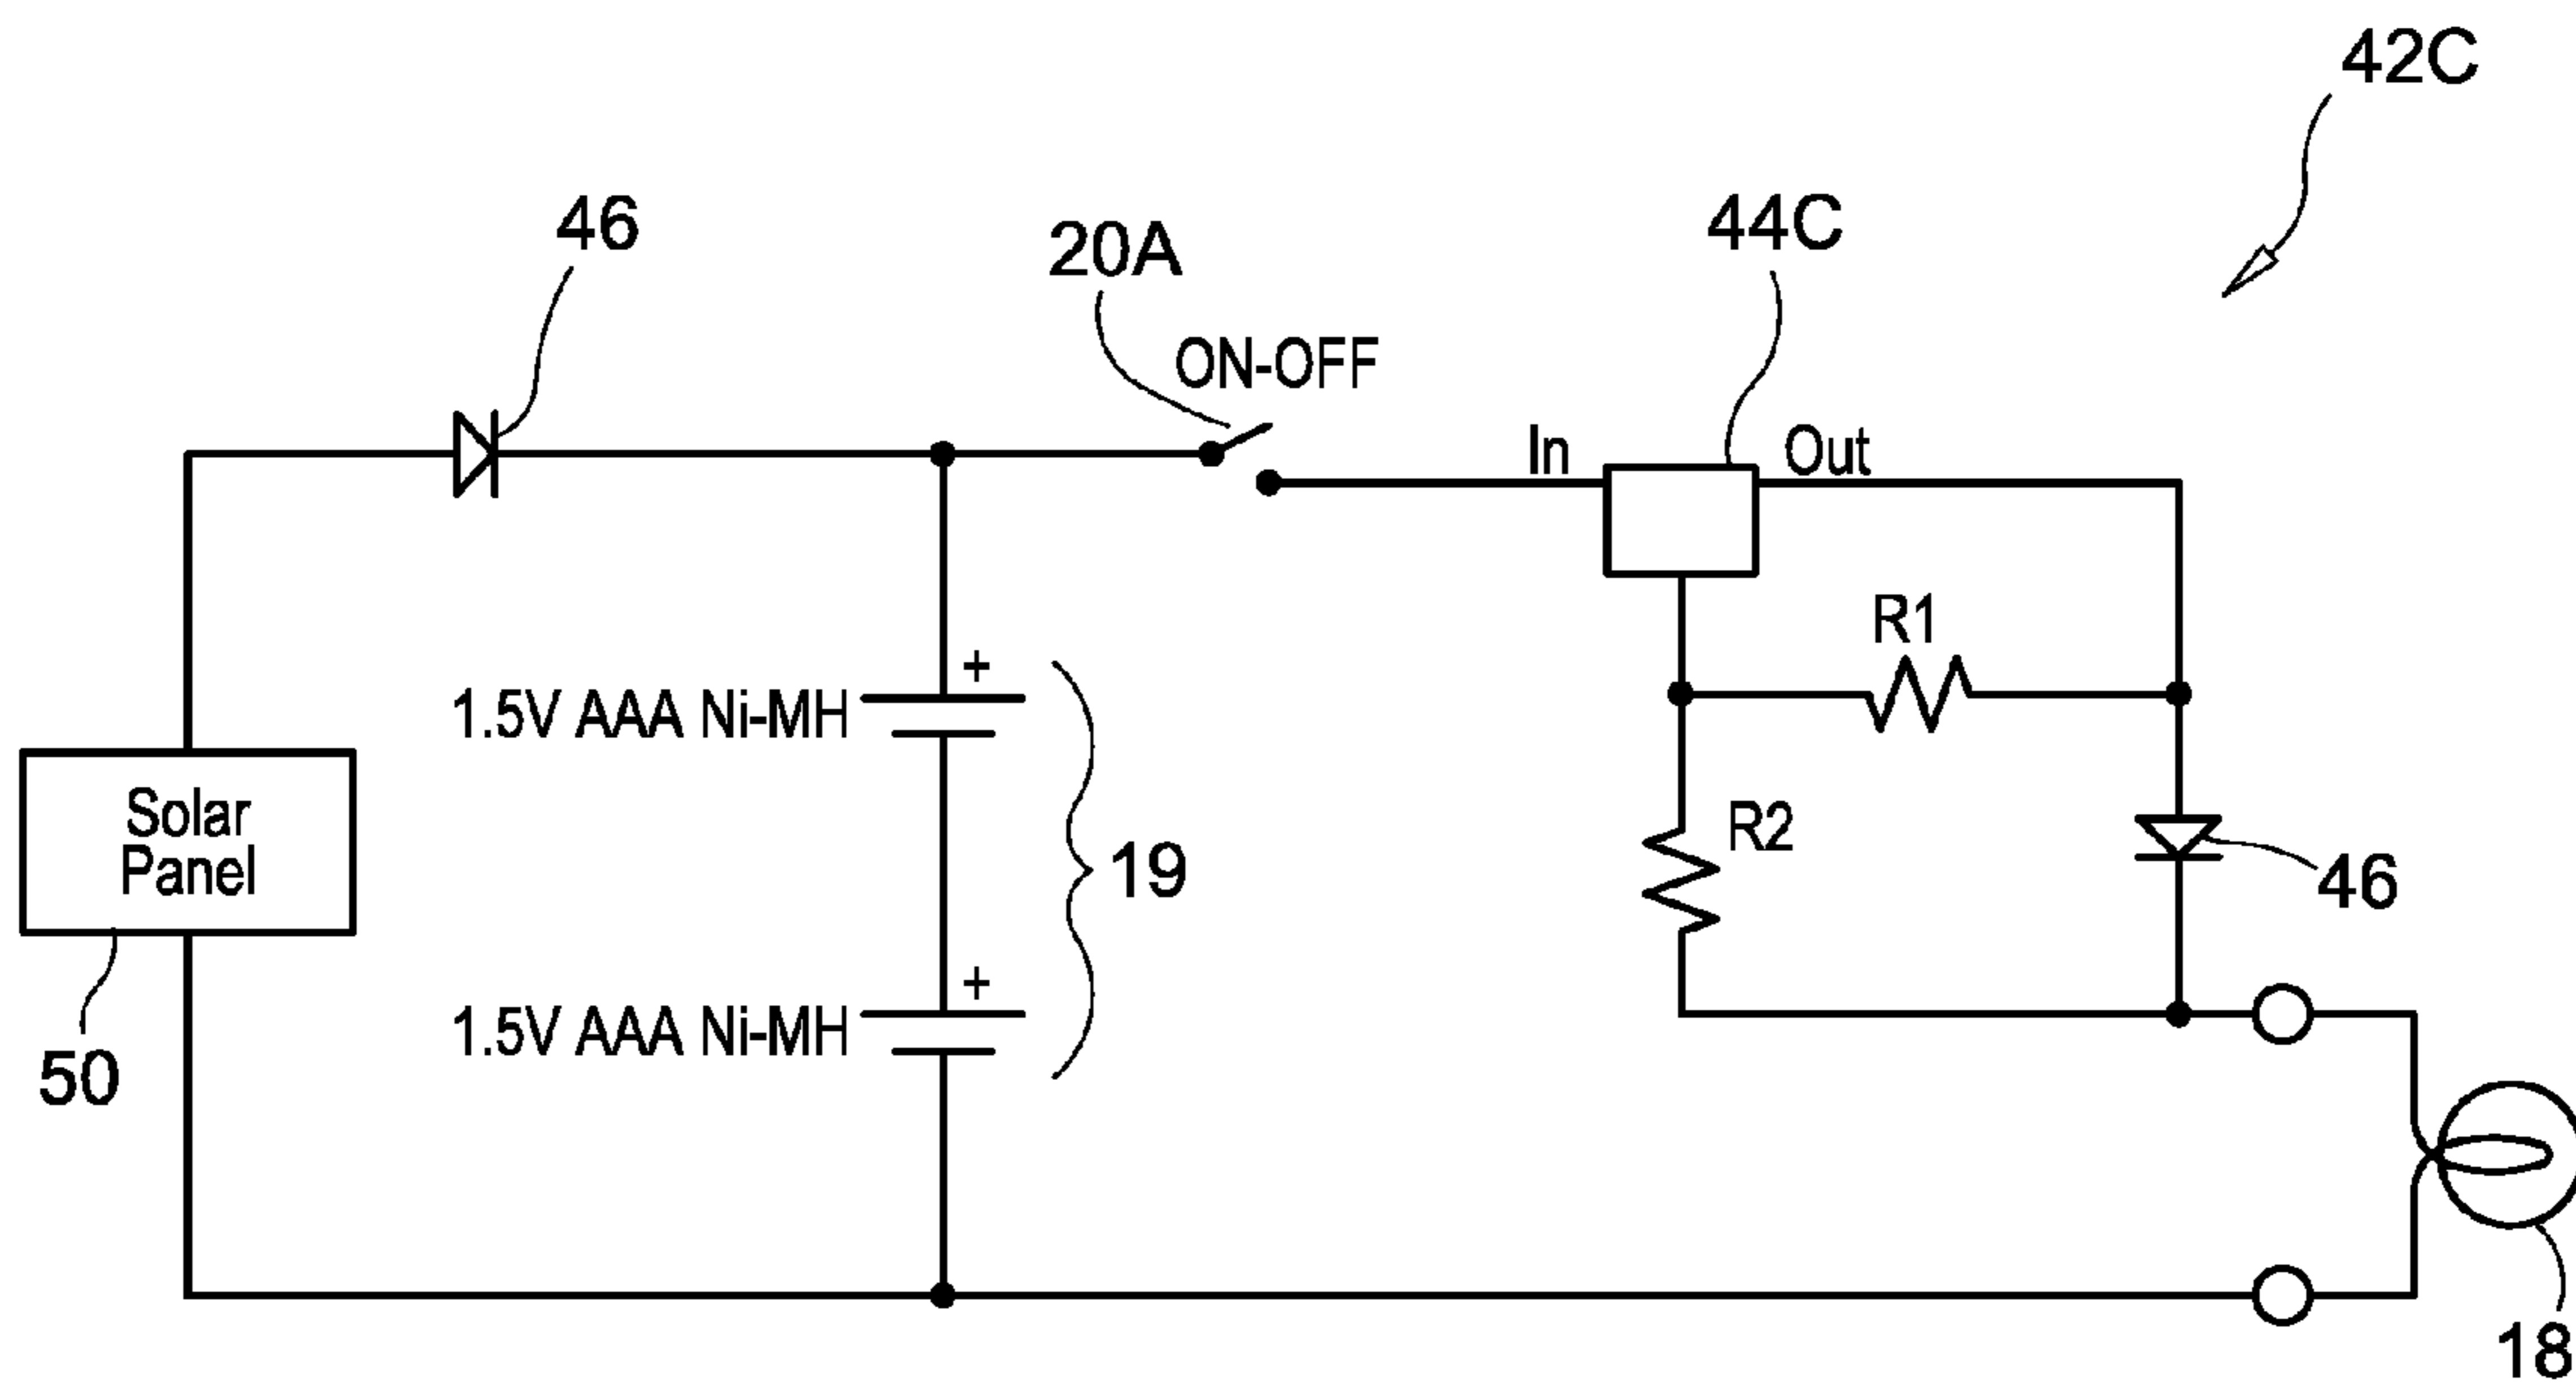 42C
46
20A
44C
ON-OFF
In
Out
R1
+
1.5V AAA Ni-MH
Solar
Panel
R2
19
46
+
1.5V AAA Ni-MH
50
18